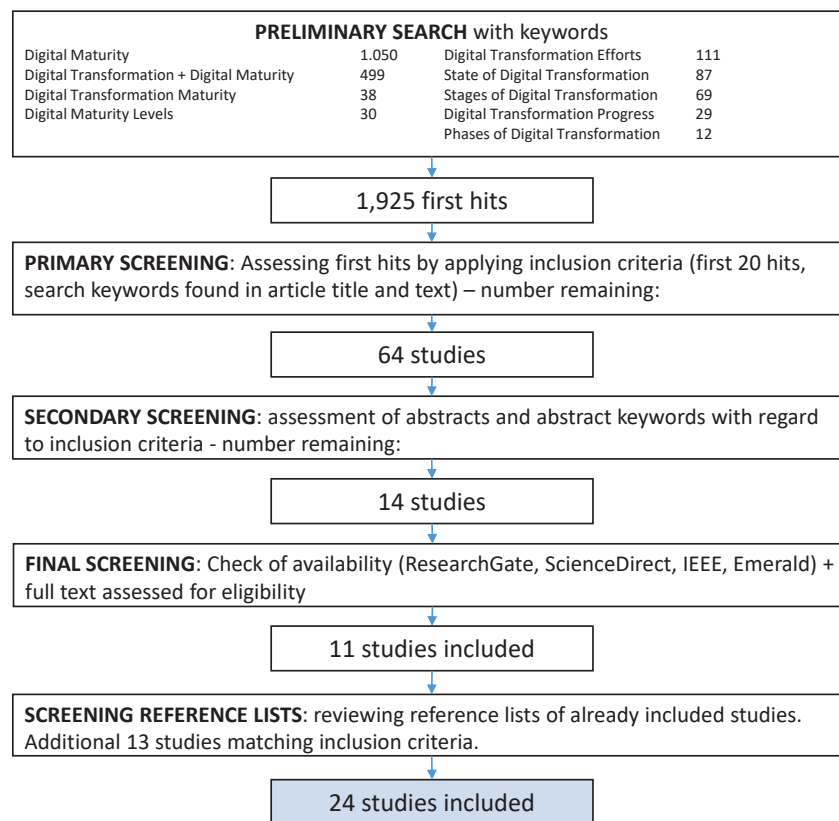 PRELIMINARY SEARCH with keywords
Digital Maturity 1.050
Digital Transformation + Digital Maturity 499
Digital Transformation Maturity 38
Digital Maturity Levels 30
Digital Transformation Efforts 111
State of Digital Transformation 87
Stages of Digital Transformation 69
Digital Transformation Progress 29
Phases of Digital Transformation 12
1,925 first hits
PRIMARY SCREENING: Assessing first hits by applying inclusion criteria (first 20 hits,
search keywords found in article title and text) – number remaining:
64 studies
SECONDARY SCREENING: assessment of abstracts and abstract keywords with regard
to inclusion criteria - number remaining:
14 studies
FINAL SCREENING: Check of availability (ResearchGate, ScienceDirect, IEEE, Emerald) +
full text assessed for eligibility
11 studies included
SCREENING REFERENCE LISTS: reviewing reference lists of already included studies.
Additional 13 studies matching inclusion criteria.
24 studies included